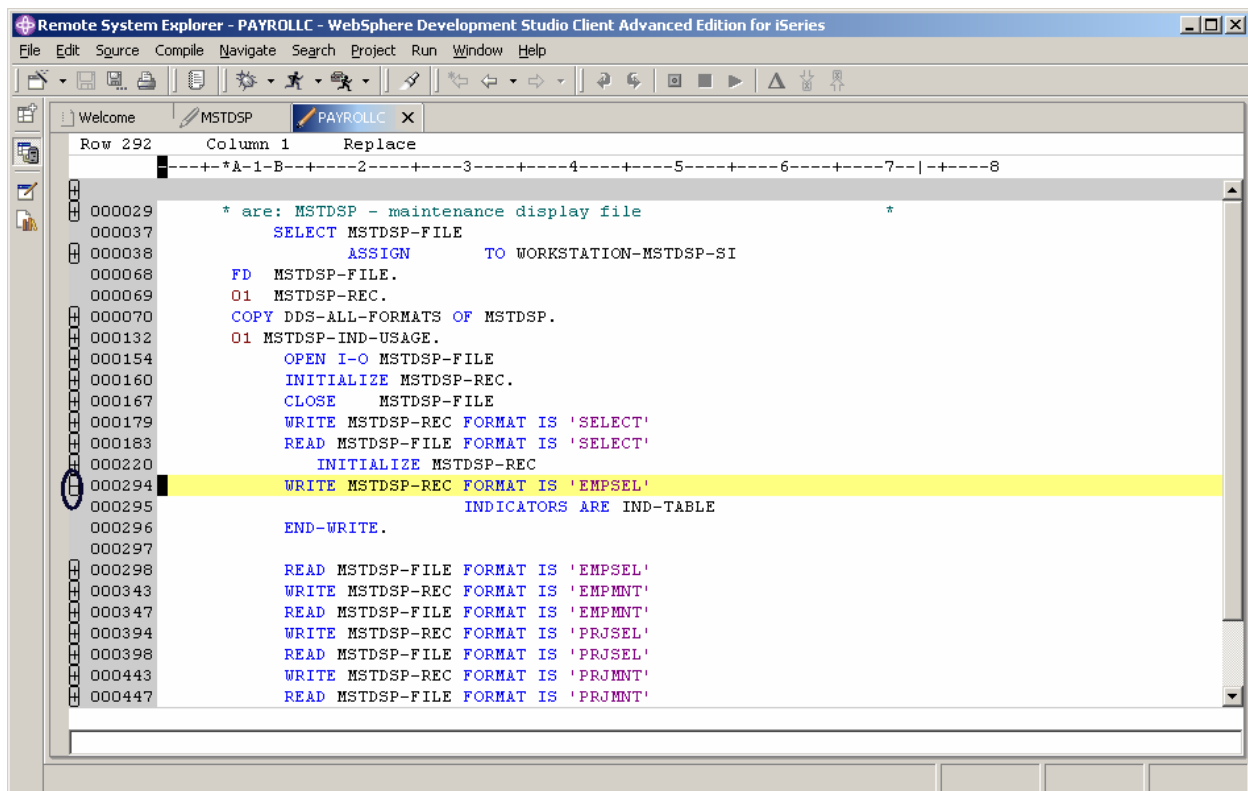 Remote System Explorer - PAYROLLC - WebSphere Development Studio Client Advanced Edition for iSeries
File Edit Source Compile Navigate Search Project Run Window Help
Welcome MSTDSP PAYROLLC
Row 292 Column 1 Replace
----+-*A-1-B--+----2----+----3----+----4----+----5----+----6----+----7--|-+----8
000029 * are: MSTDSP - maintenance display file *
000037 SELECT MSTDSP-FILE
000038 ASSIGN TO WORKSTATION-MSTDSP-SI
000068 FD MSTDSP-FILE.
000069 01 MSTDSP-REC.
000070 COPY DDS-ALL-FORMATS OF MSTDSP.
000132 01 MSTDSP-IND-USAGE.
000154 OPEN I-O MSTDSP-FILE
000160 INITIALIZE MSTDSP-REC.
000167 CLOSE MSTDSP-FILE
000179 WRITE MSTDSP-REC FORMAT IS 'SELECT'
000183 READ MSTDSP-FILE FORMAT IS 'SELECT'
000220 INITIALIZE MSTDSP-REC
000294 WRITE MSTDSP-REC FORMAT IS 'EMPSEL'
000295 INDICATORS ARE IND-TABLE
000296 END-WRITE.
000297
000298 READ MSTDSP-FILE FORMAT IS 'EMPSEL'
000343 WRITE MSTDSP-REC FORMAT IS 'EMPMNT'
000347 READ MSTDSP-FILE FORMAT IS 'EMPMNT'
000394 WRITE MSTDSP-REC FORMAT IS 'PRJSEL'
000398 READ MSTDSP-FILE FORMAT IS 'PRJSEL'
000443 WRITE MSTDSP-REC FORMAT IS 'PRJMNT'
000447 READ MSTDSP-FILE FORMAT IS 'PRJMNT'